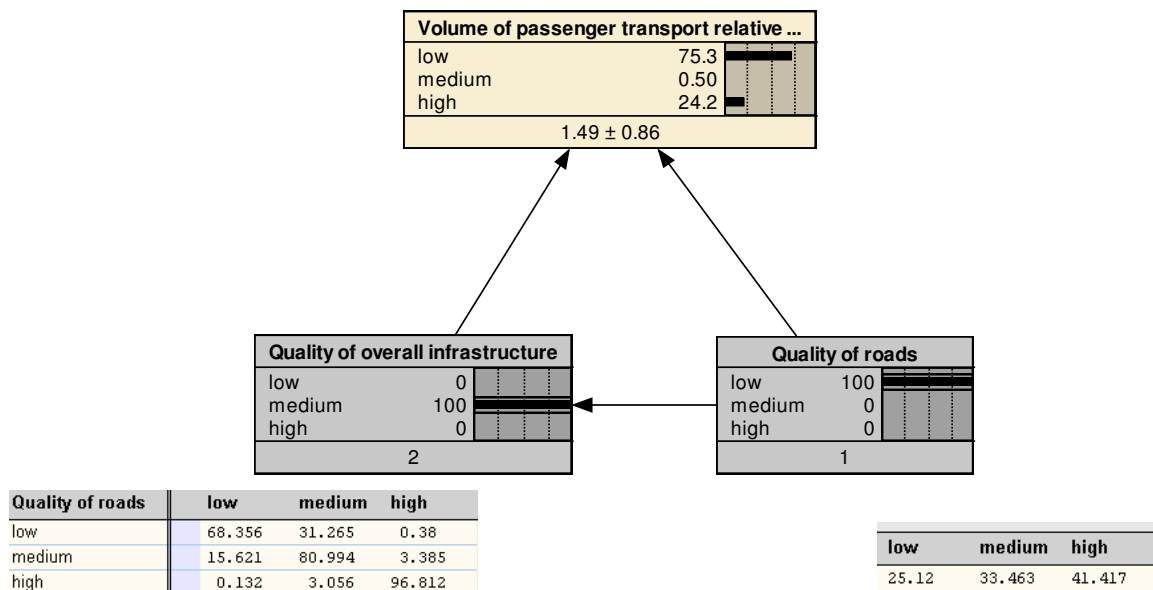 Volume of passenger transport relative ...
low 75.3
medium 0.50
high 24.2
1.49 ± 0.86
Quality of overall infrastructure
low 0
medium 100
high 0
2
Quality of roads
low 100
medium 0
high 0
1
Quality of roads low medium high
low 68.356 31.265 0.38
medium 15.621 80.994 3.385
high 0.132 3.056 96.812
low medium high
25.12 33.463 41.417